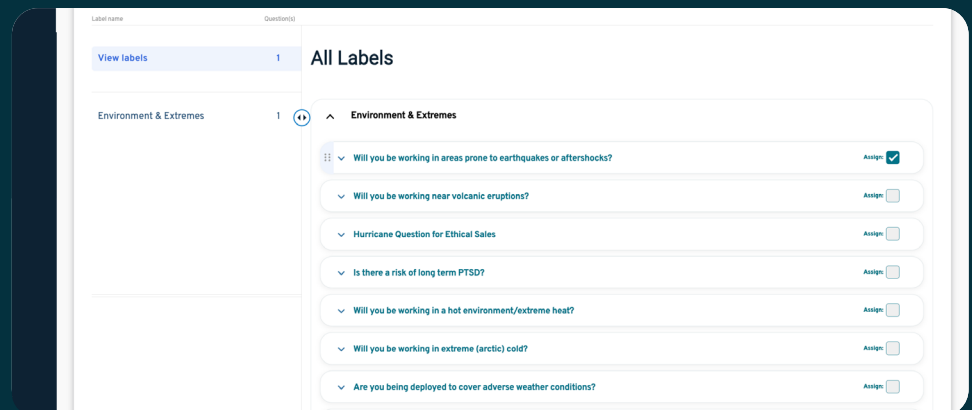 Label name Question(s)
View labels 1
All Labels
Environment & Extremes 1
Environment & Extremes
Will you be working in areas prone to earthquakes or aftershocks? Assign:
Will you be working near volcanic eruptions? Assign:
Hurricane Question for Ethical Sales Assign:
Is there a risk of long term PTSD? Assign:
Will you be working in a hot environment/extreme heat? Assign:
Will you be working in extreme (arctic) cold? Assign:
Are you being deployed to cover adverse weather conditions? Assign: